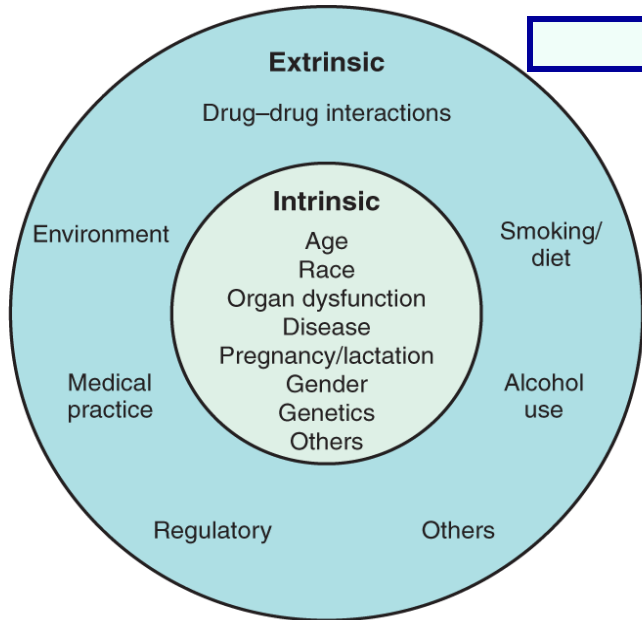 Extrinsic
Drug–drug interactions
Environment
Smoking/
diet
Intrinsic
Age
Race
Organ dysfunction
Disease
Pregnancy/lactation
Gender
Genetics
Others
Medical
practice
Alcohol
use
Regulatory
Others